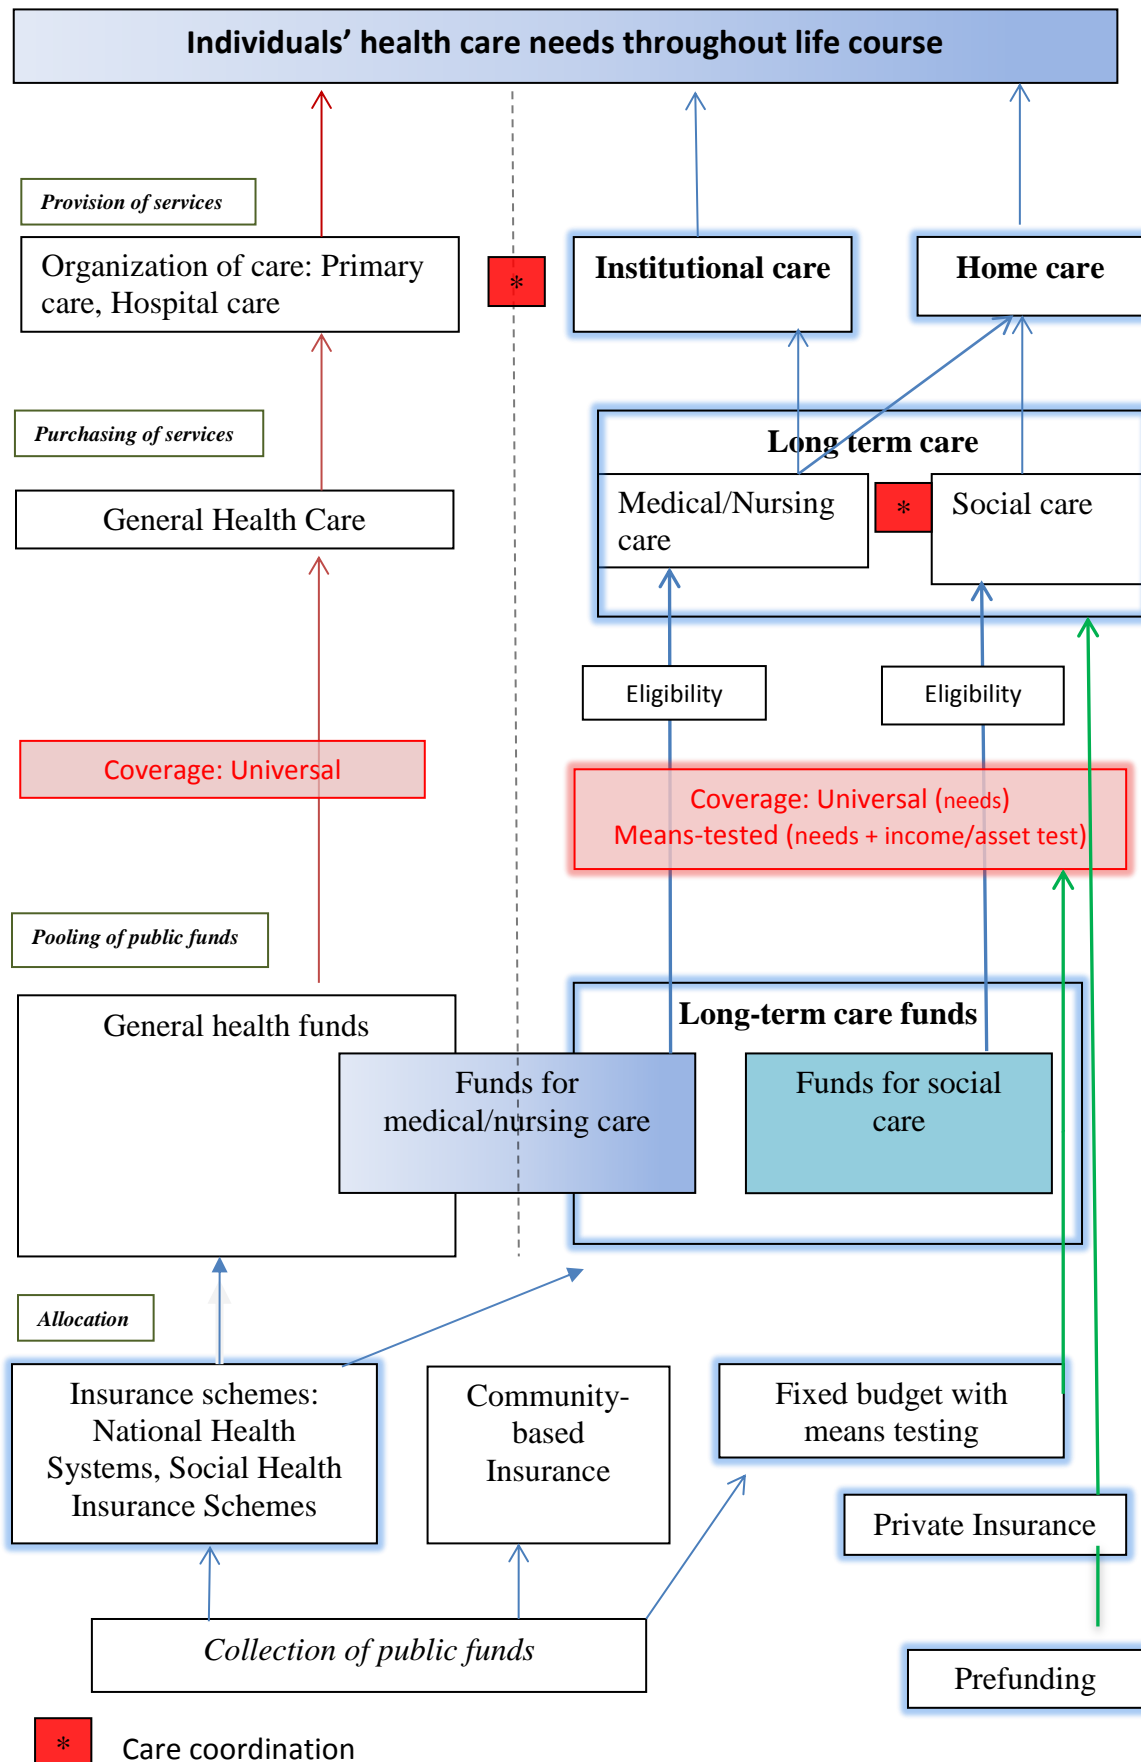 Individuals’ health care needs throughout life course
Provision of services
Organization of care: Primary
care, Hospital care
*
Institutional care
Home care
Purchasing of services
Long term care
General Health Care
Medical/Nursing
care
*
Social care
Eligibility
Eligibility
Coverage: Universal
Coverage: Universal (needs)
Means-tested (needs + income/asset test)
Pooling of public funds
General health funds
Long-term care funds
Funds for
medical/nursing care
Funds for social
care
Allocation
Insurance schemes:
National Health
Systems, Social Health
Insurance Schemes
Community-
based
Insurance
Fixed budget with
means testing
Private Insurance
Collection of public funds
Prefunding
*
Care coordination